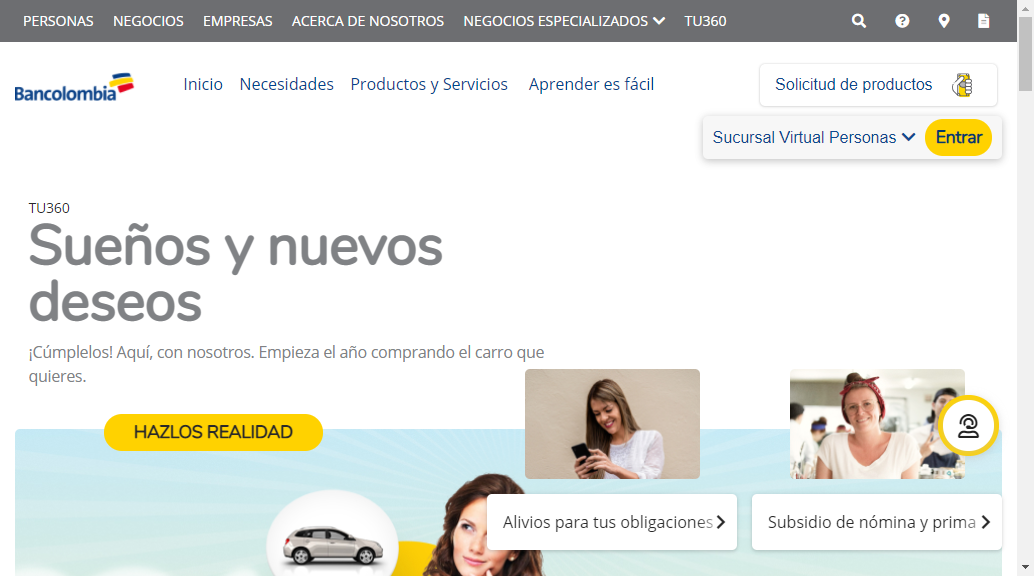 PERSONAS NEGOCIOS EMPRESAS ACERCA DE NOSOTROS NEGOCIOS ESPECIALIZADOS TU360
Bancolombia Inicio Necesidades Productos y Servicios Aprender es fácil Solicitud de productos
Sucursal Virtual Personas Entrar
TU360
Sueños y nuevos
deseos
¡Cúmplelos! Aquí, con nosotros. Empieza el año comprando el carro que
quieres.
HAZLOS REALIDAD
Alivios para tus obligaciones Subsidio de nómina y prima